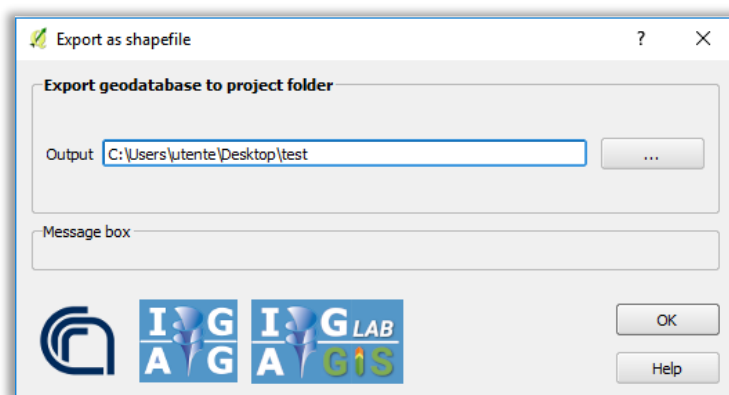 Export as shapefile ? X
Export geodatabase to project folder
Output C:\Users\utente\Desktop\test ...
Message box
I G
A G
I G LAB
A GIS
OK
Help